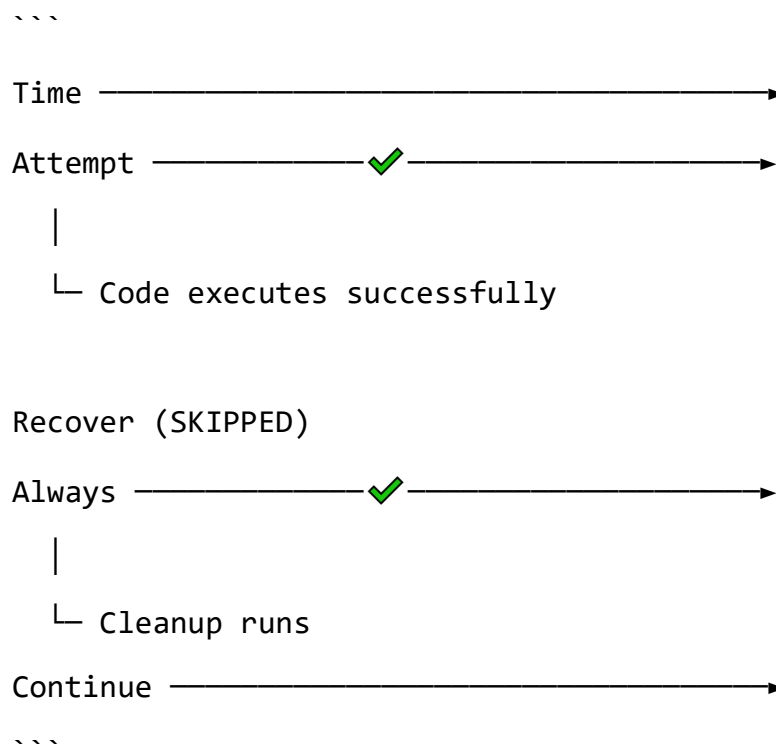 ```
Time ──────────────────────────────────────►
Attempt ────────────✔────────────────────►
│
└─ Code executes successfully
Recover (SKIPPED)
Always ─────────────✔────────────────────►
│
└─ Cleanup runs
Continue ──────────────────────────────────►
```